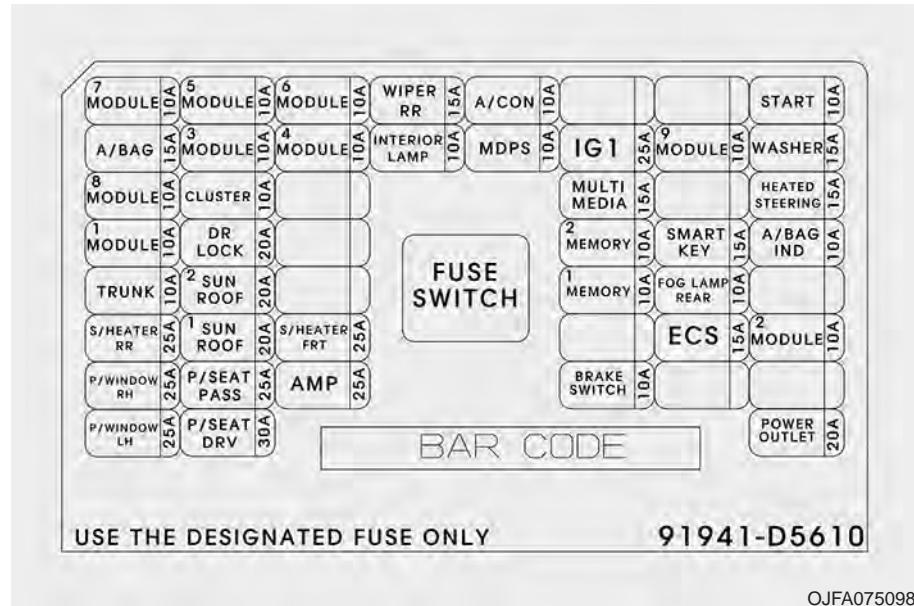 7 MODULE 10A 5 MODULE 10A 6 MODULE 10A WIPER RR 15A A/CON 10A START 10A
A/BAG 15A 3 MODULE 10A 4 MODULE 10A INTERIOR LAMP 10A MDPS 10A IG1 25A 9 MODULE 10A WASHER 15A
8 MODULE 10A CLUSTER 10A MULTI MEDIA 15A HEATED STEERING 15A
1 MODULE 10A DR LOCK 20A 2 MEMORY 10A SMART KEY 15A A/BAG IND 10A
TRUNK 10A 2 SUN ROOF 20A FUSE SWITCH 1 MEMORY 10A FOG LAMP REAR 10A
S/HEATER RR 25A 1 SUN ROOF 20A S/HEATER FRT 25A ECS 15A 2 MODULE 10A
P/WINDOW RH 25A P/SEAT PASS 25A AMP 25A BRAKE SWITCH 10A
P/WINDOW LH 25A P/SEAT DRV 30A POWER OUTLET 20A
BAR CODE
USE THE DESIGNATED FUSE ONLY 91941-D5610
OJFA075098